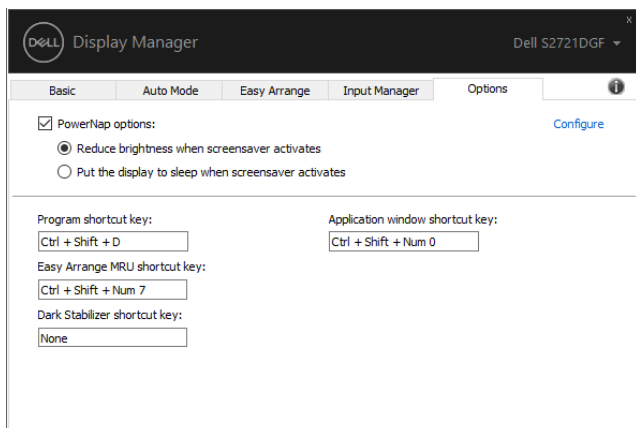 DELL Display Manager
x
Dell S2721DGF
Basic Auto Mode Easy Arrange Input Manager Options i
PowerNap options:
Configure
Reduce brightness when screensaver activates
Put the display to sleep when screensaver activates
Program shortcut key:
Ctrl + Shift + D
Application window shortcut key:
Ctrl + Shift + Num 0
Easy Arrange MRU shortcut key:
Ctrl + Shift + Num 7
Dark Stabilizer shortcut key:
None